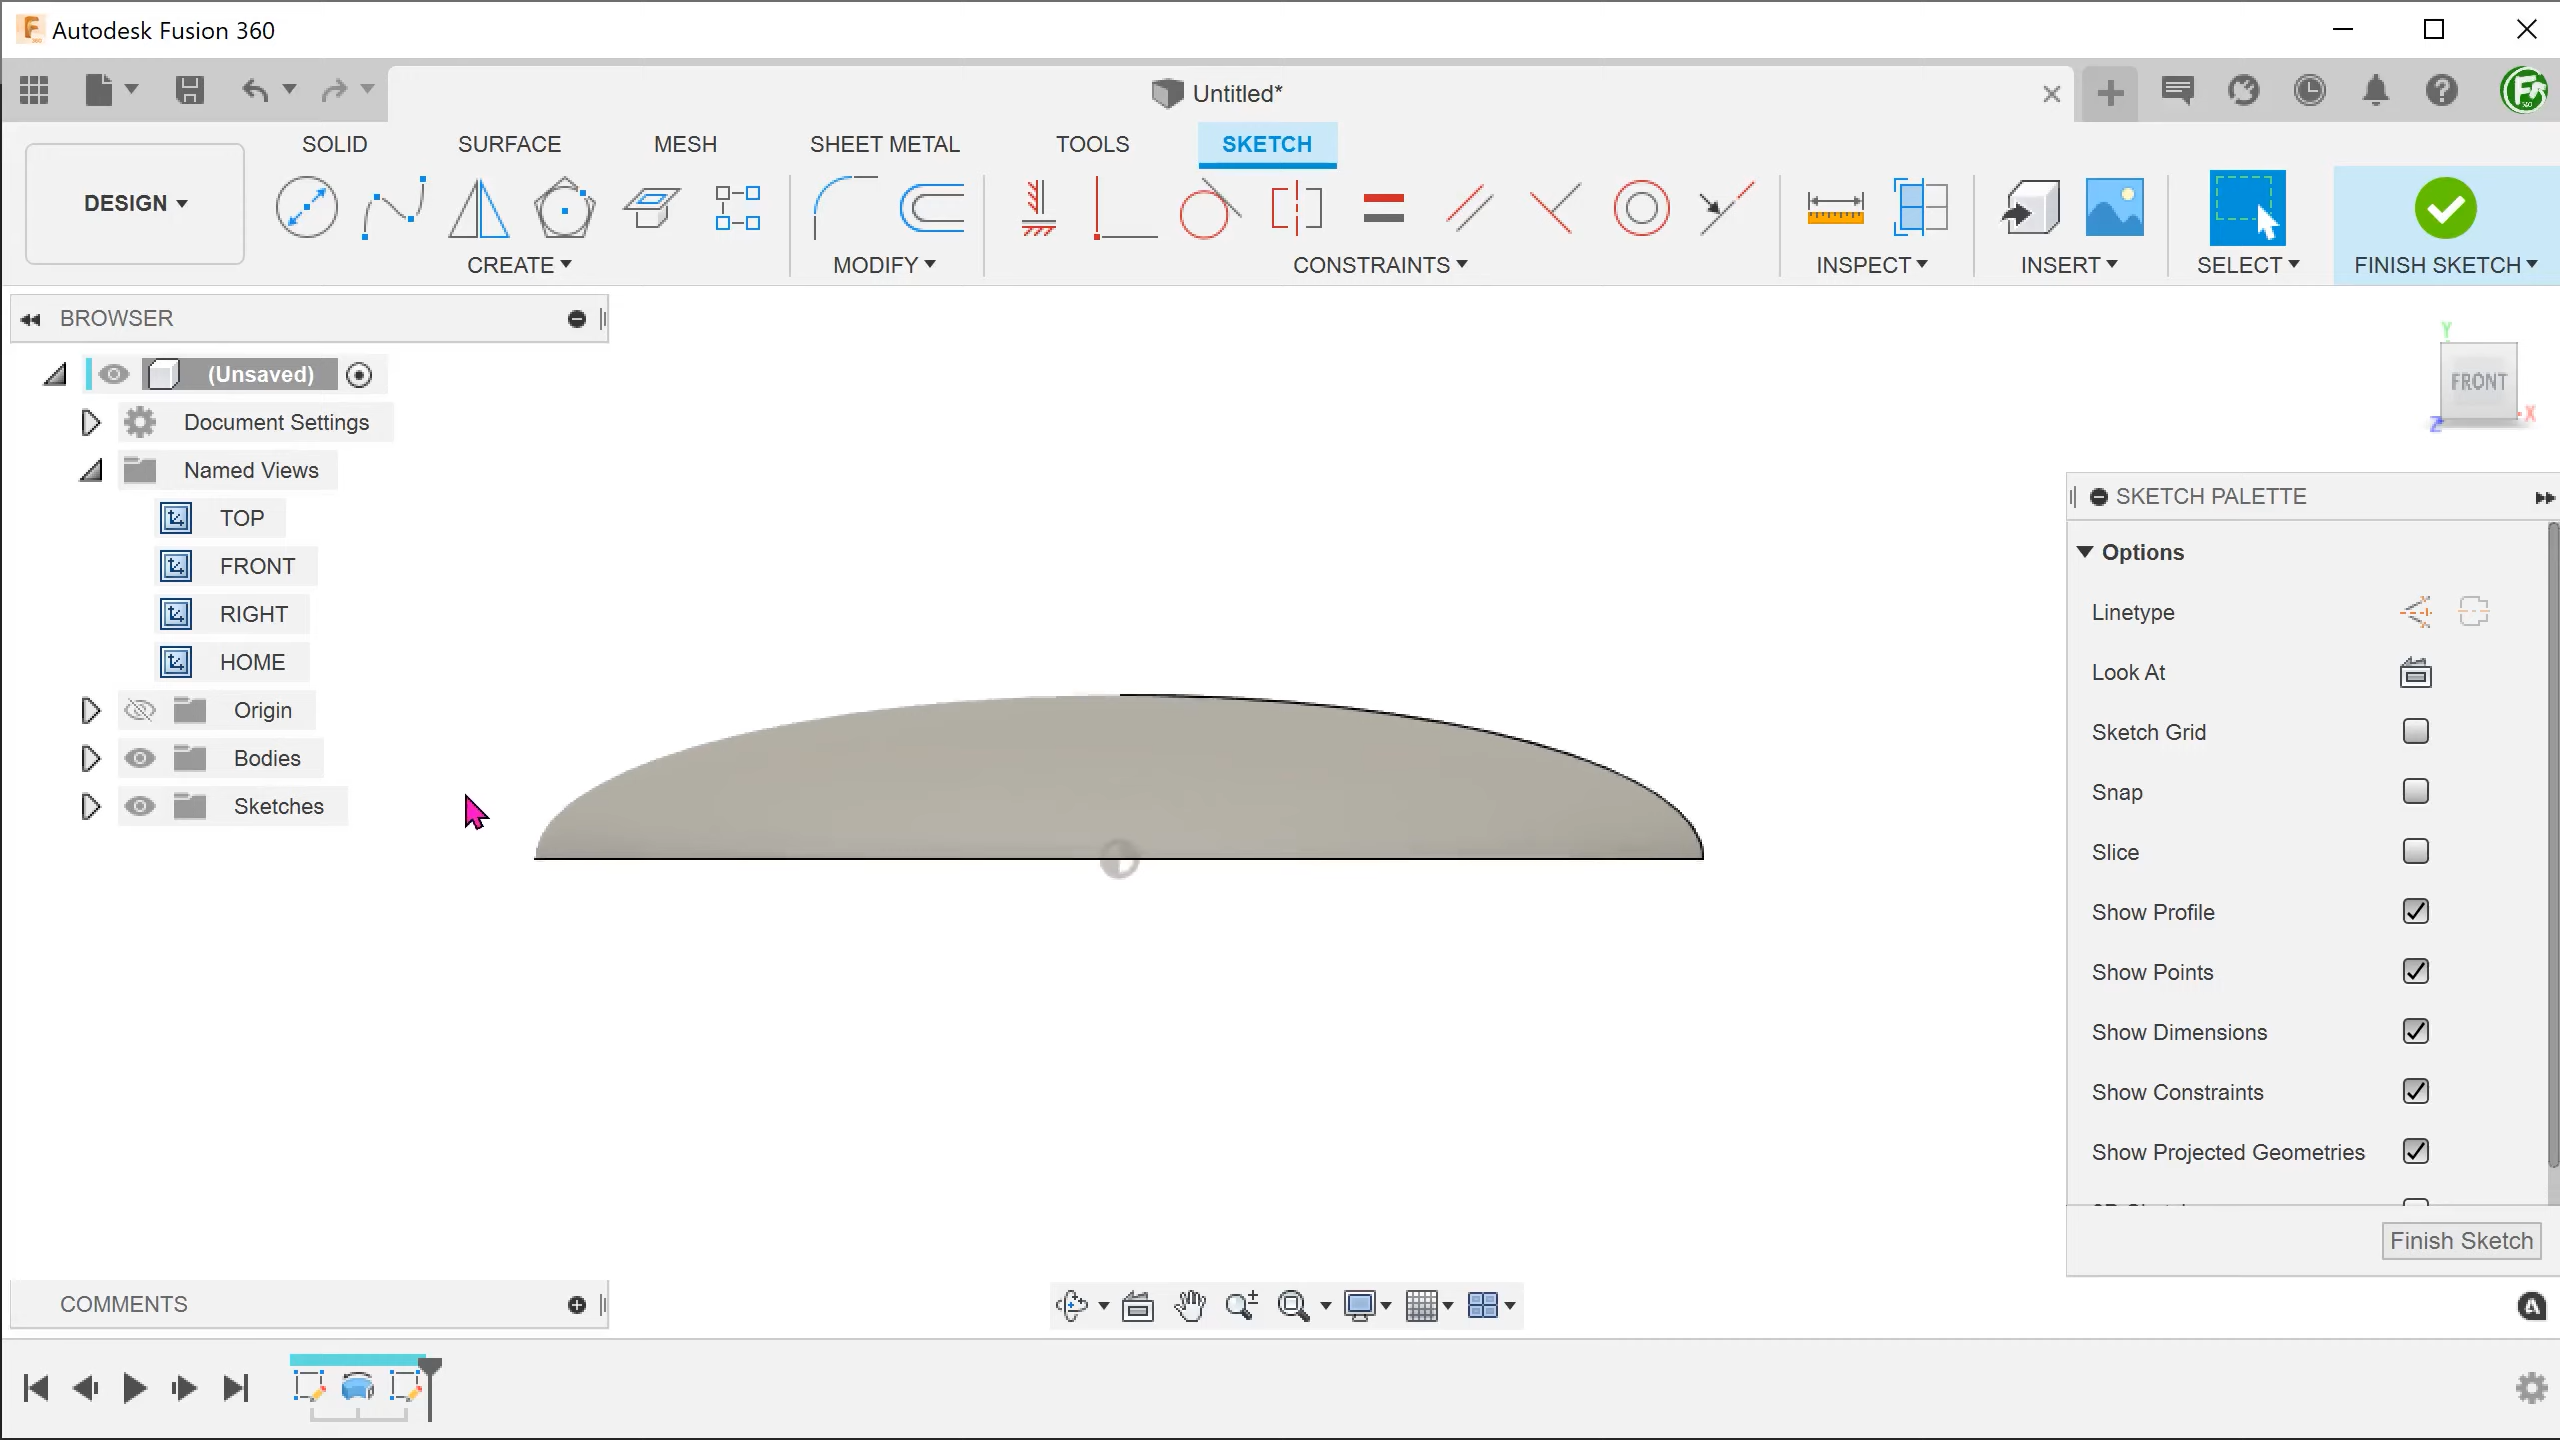 Autodesk Fusion 360
Untitled*
SOLID SURFACE MESH SHEET METAL TOOLS SKETCH
DESIGN
CREATE MODIFY CONSTRAINTS INSPECT INSERT SELECT FINISH SKETCH
BROWSER
(Unsaved)
Document Settings
Named Views
TOP
FRONT
RIGHT
HOME
Origin
Bodies
Sketches
Y
FRONT
X
Z
SKETCH PALETTE
Options
Linetype
Look At
Sketch Grid
Snap
Slice
Show Profile
Show Points
Show Dimensions
Show Constraints
Show Projected Geometries
Finish Sketch
COMMENTS